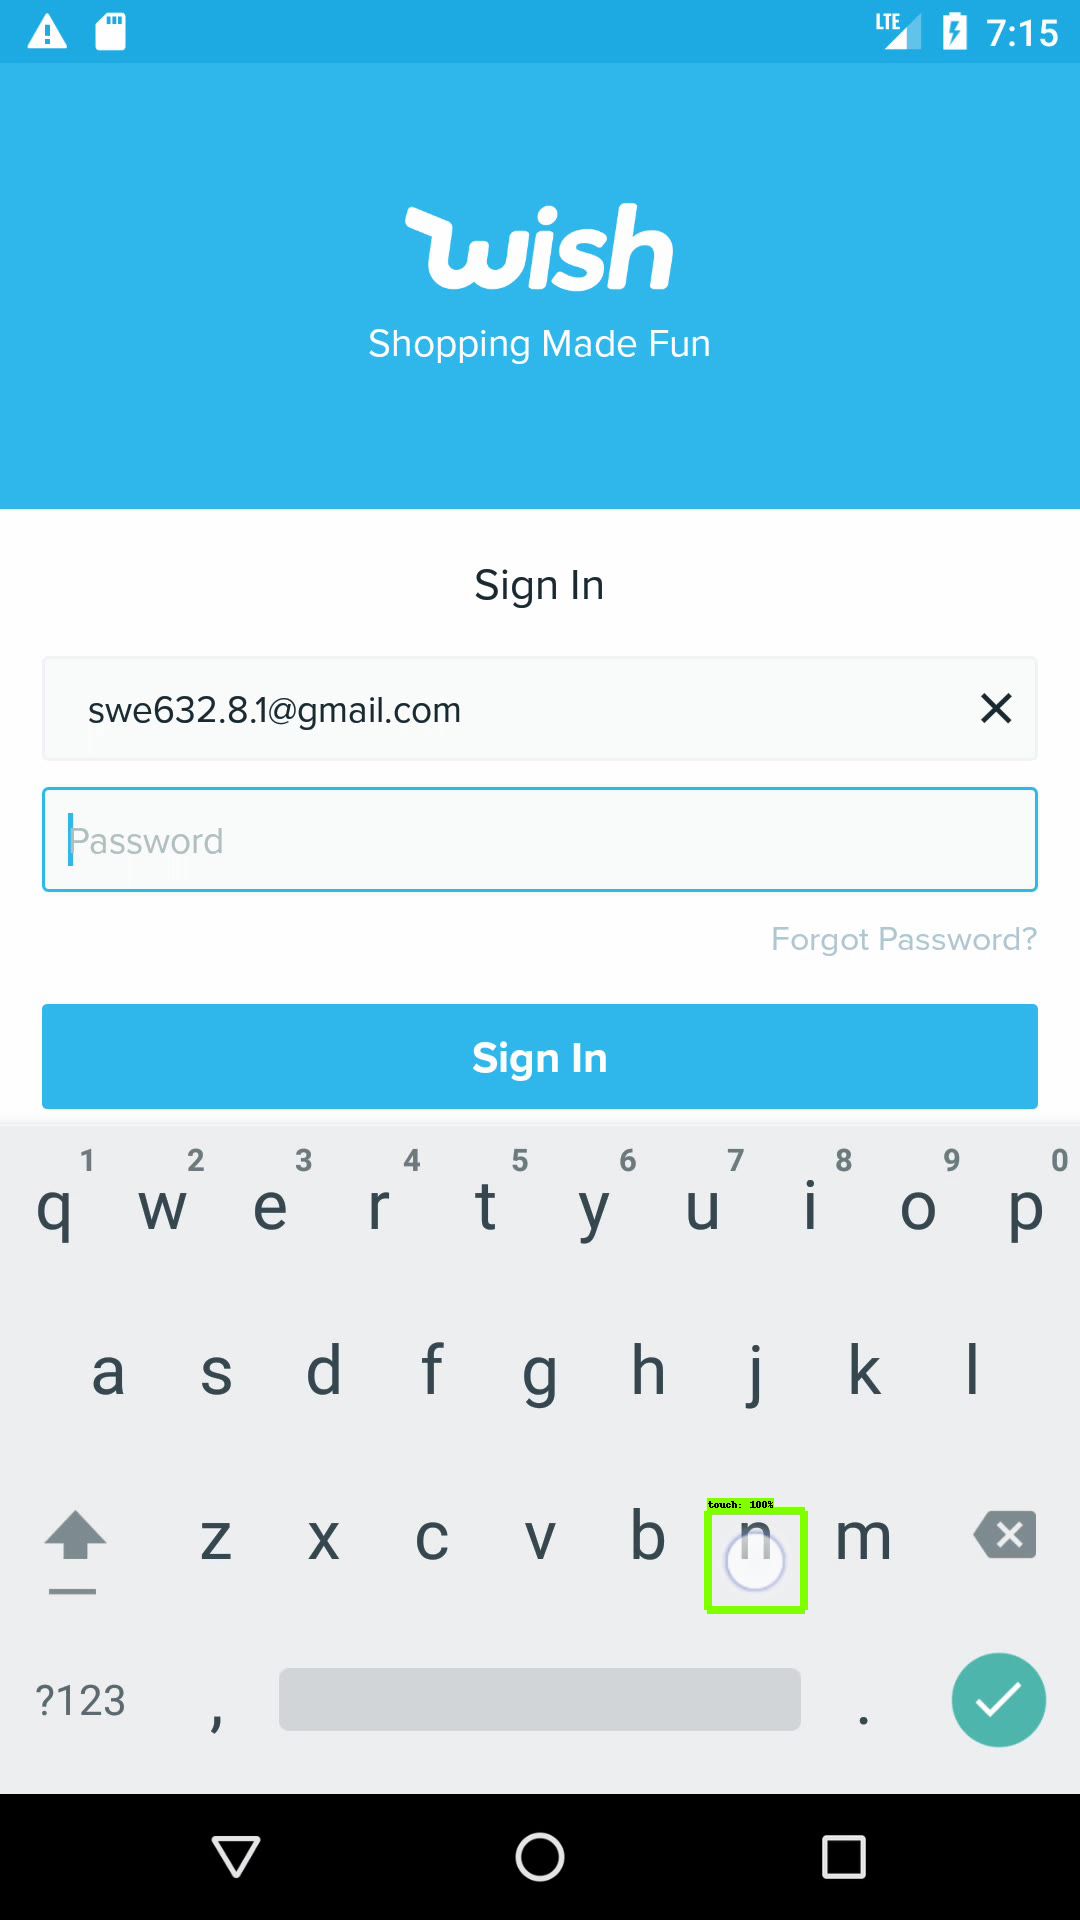 LTE 7:15
wish
Shopping Made Fun
Sign In
swe632.8.1@gmail.com
Password
Forgot Password?
Sign In
1 2 3 4 5 6 7 8 9 0
q w e r t y u i o p
a s d f g h j k l
touch: 100%
z x c v b n m
?123 , .